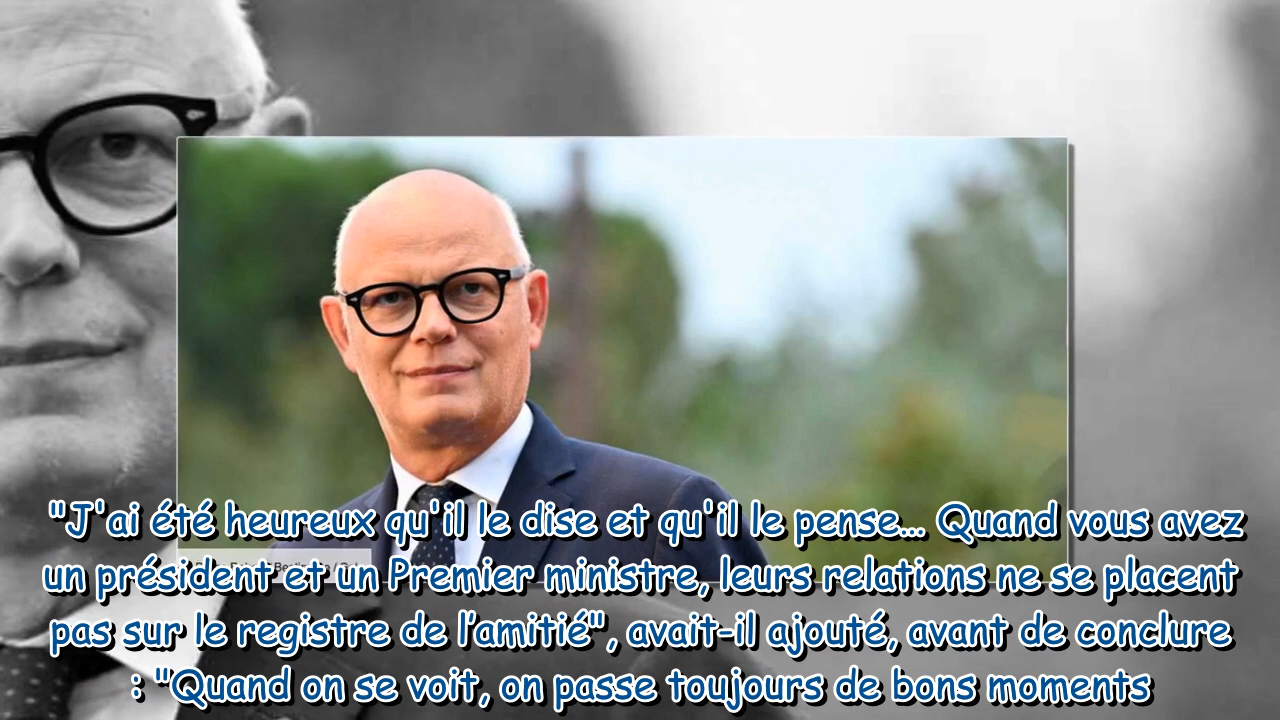 "J'ai été heureux qu'il le dise et qu'il le pense... Quand vous avez
un président et un Premier ministre, leurs relations ne se placent
pas sur le registre de l’amitié", avait-il ajouté, avant de conclure
: "Quand on se voit, on passe toujours de bons moments